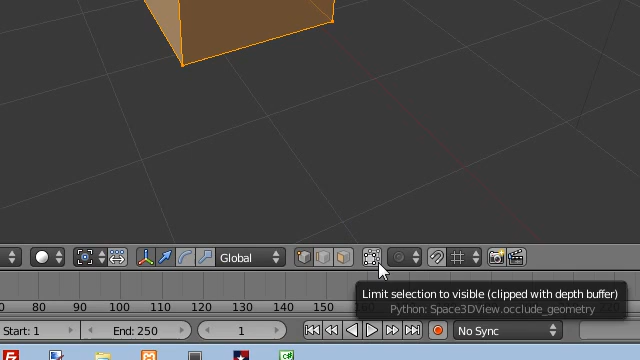 Global
Limit selection to visible (clipped with depth buffer)
Python: Space3DView.occlude_geometry
80 90 100 110 120 130 140 150
Start: 1 End: 250 1 No Sync
C#